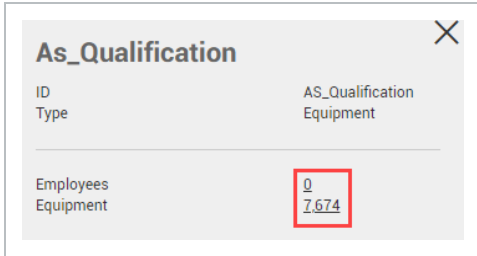 As_Qualification
ID AS_Qualification
Type Equipment
Employees 0
Equipment 7,674